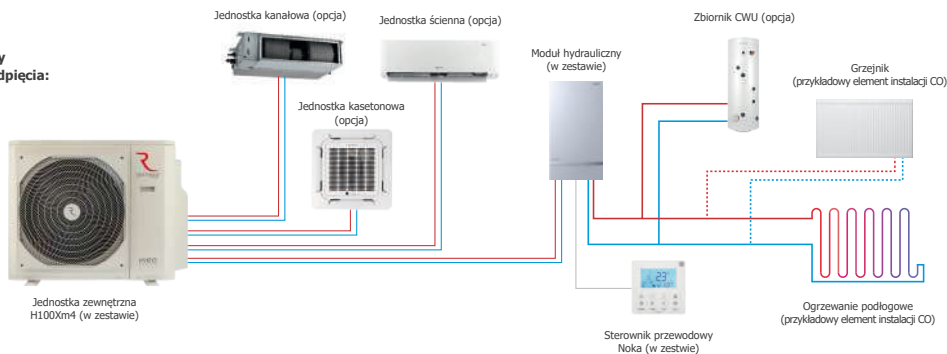 Jednostka kanałowa (opcja)
Jednostka ścienna (opcja)
Zbiornik CWU (opcja)
Moduł hydrauliczny
(w zestawie)
Grzejnik
(przykładowy element instalacji CO)
Jednostka kasetonowa
(opcja)
y
dpięcia:
Jednostka zewnętrzna
H100Xm4 (w zestawie)
Sterownik przewodowy
Noka (w zestwie)
Ogrzewanie podłogowe
(przykładowy element instalacji CO)